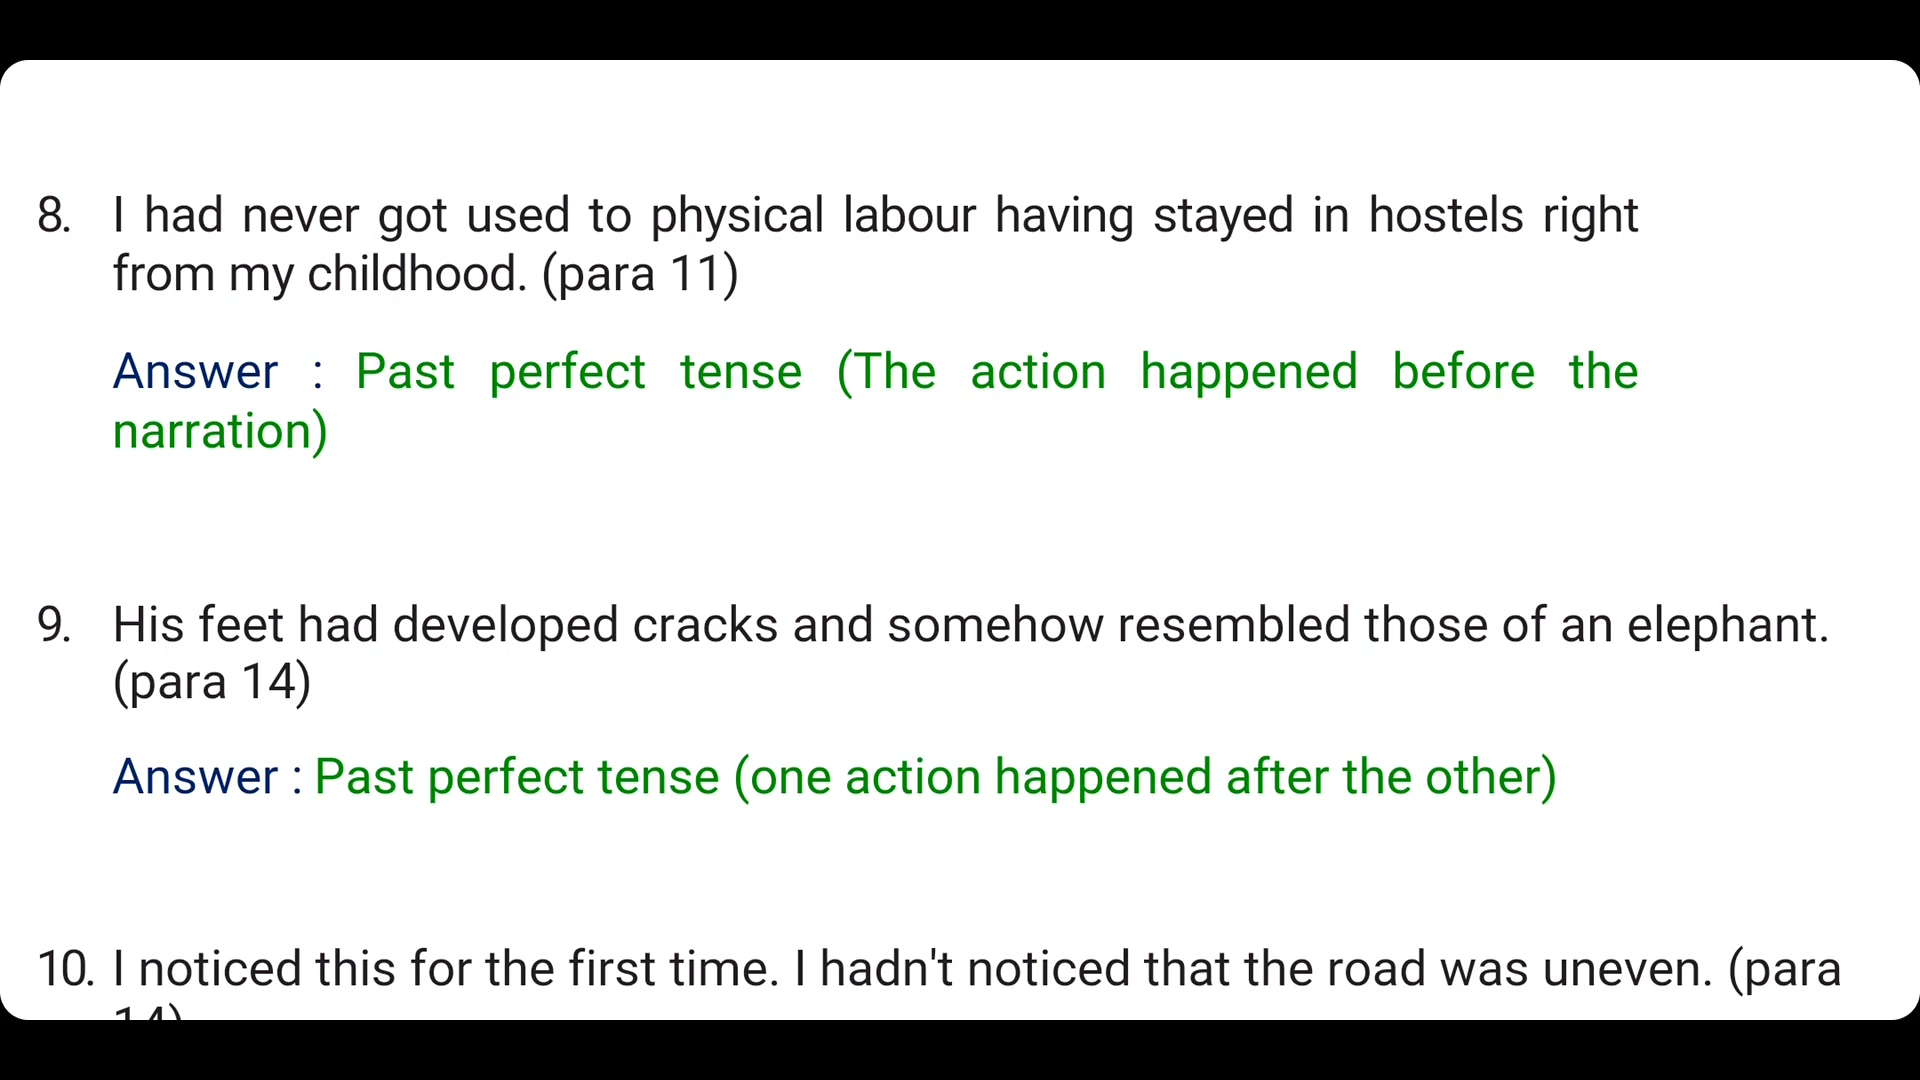 8. I had never got used to physical labour having stayed in hostels right
from my childhood. (para 11)
Answer : Past perfect tense (The action happened before the
narration)
9. His feet had developed cracks and somehow resembled those of an elephant.
(para 14)
Answer : Past perfect tense (one action happened after the other)
10. I noticed this for the first time. I hadn't noticed that the road was uneven. (para
14)